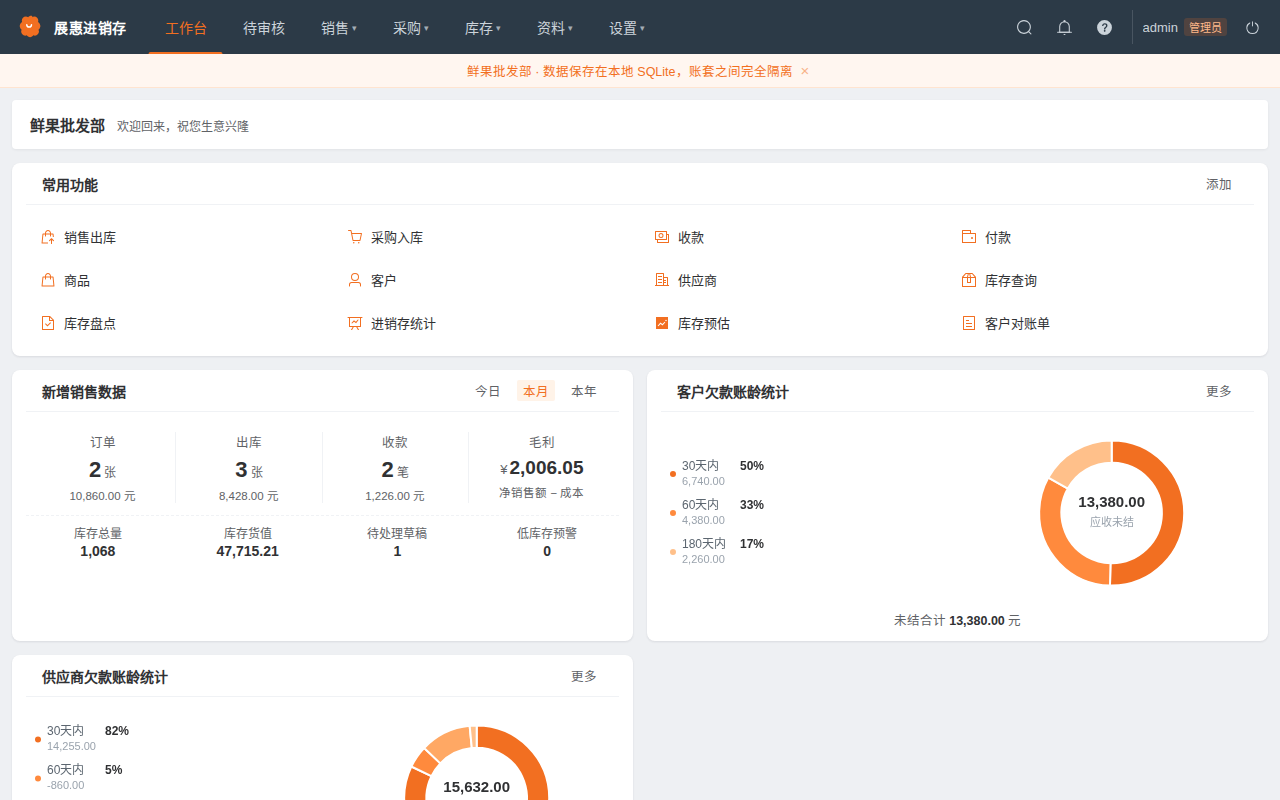 展惠进销存 工作台 待审核 销售▾ 采购▾ 库存▾ 资料▾ 设置▾ ? admin 管理员
鲜果批发部 · 数据保存在本地 SQLite，账套之间完全隔离 ×
鲜果批发部 欢迎回来，祝您生意兴隆
常用功能 添加
销售出库 采购入库 收款 付款
商品 客户 供应商 库存查询
库存盘点 进销存统计 库存预估 客户对账单
新增销售数据 今日 本月 本年
订单 出库 收款 毛利
2 张 3 张 2 笔 ¥2,006.05
10,860.00 元 8,428.00 元 1,226.00 元 净销售额 − 成本
库存总量 库存货值 待处理草稿 低库存预警
1,068 47,715.21 1 0
客户欠款账龄统计 更多
30天内 50%
6,740.00
60天内 33%
4,380.00
180天内 17%
2,260.00
13,380.00
应收未结
未结合计 13,380.00 元
供应商欠款账龄统计 更多
30天内 82%
14,255.00
60天内 5%
-860.00
15,632.00